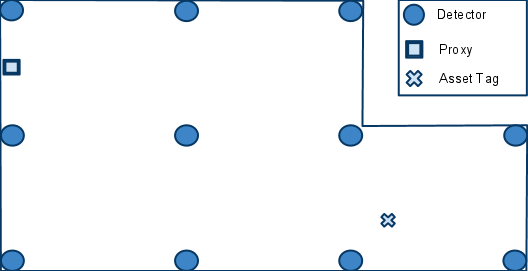 Detector
Proxy
Asset Tag